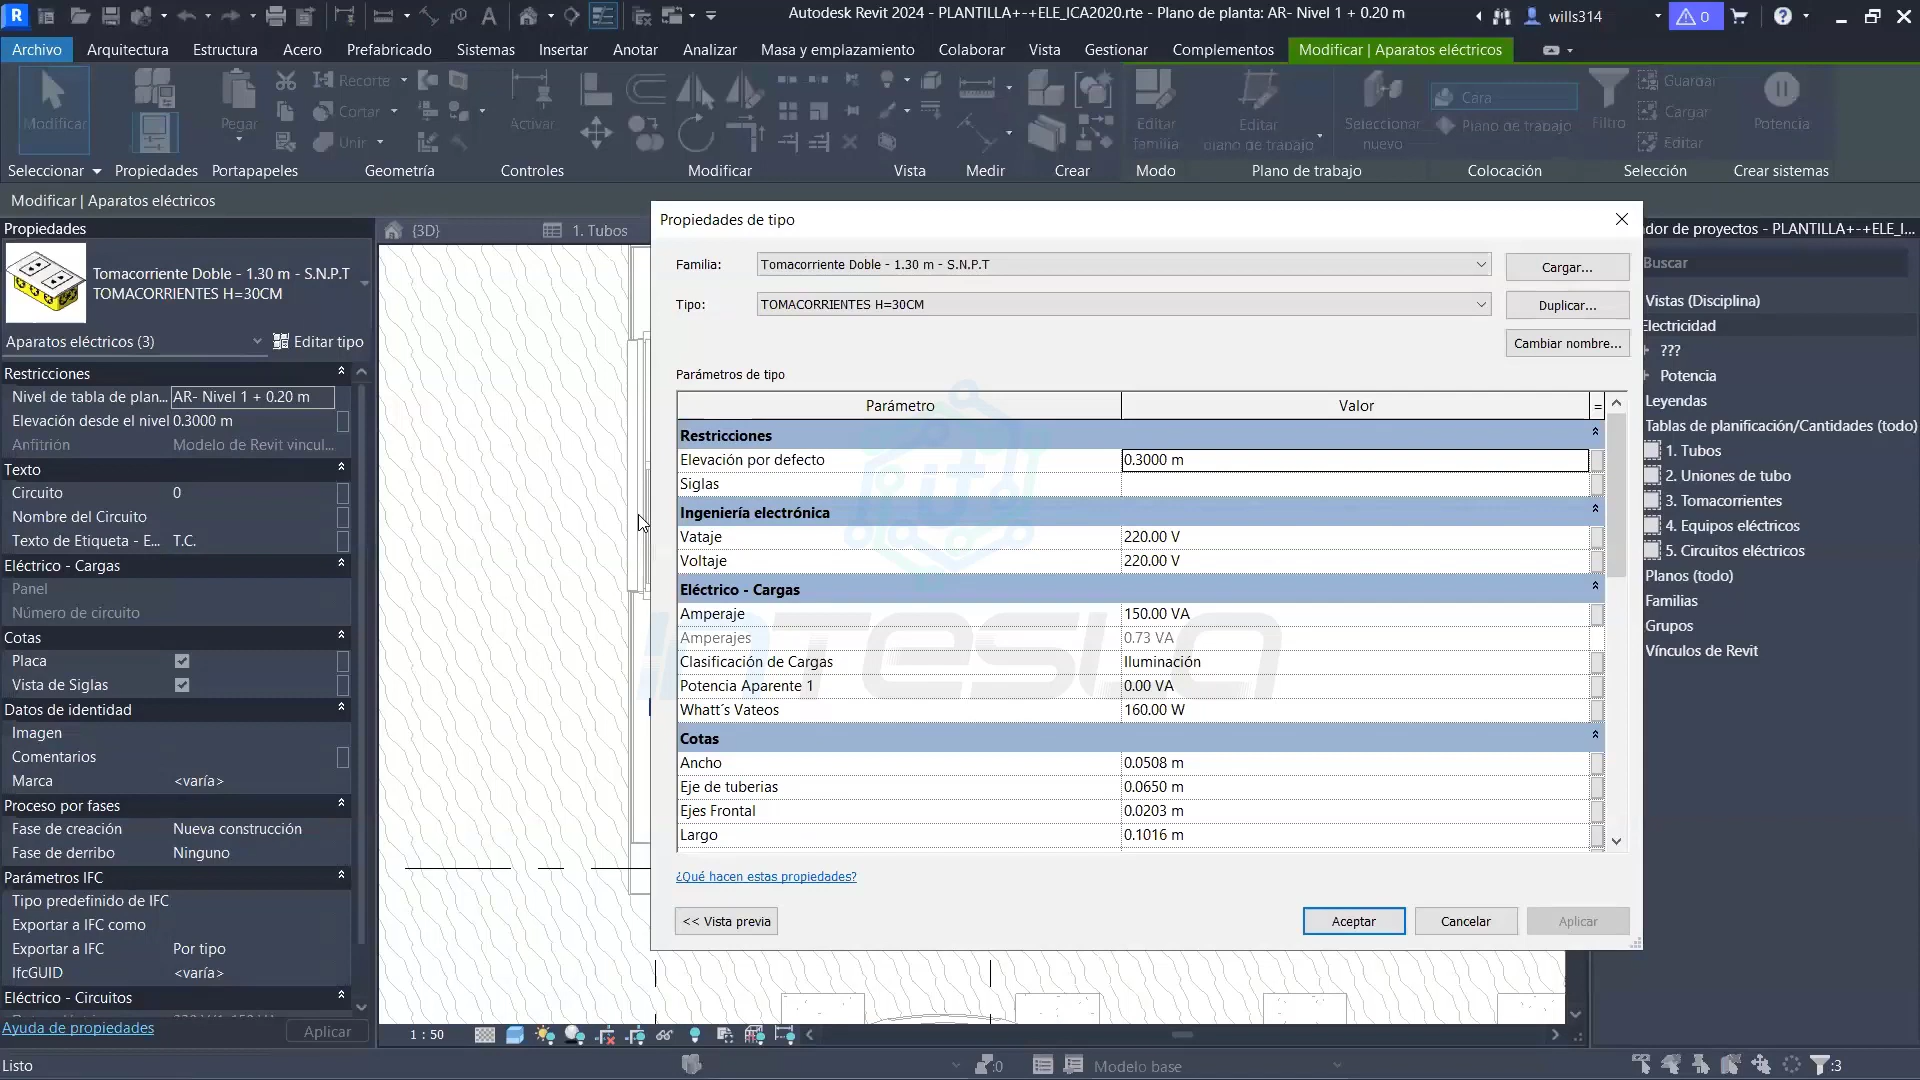 Autodesk Revit 2024 - PLANTILLA+-+ELE_ICA2020.rte - Plano de planta: AR- Nivel 1 + 0.20 m
wills314
0
Archivo Arquitectura Estructura Acero Prefabricado Sistemas Insertar Anotar Analizar Masa y emplazamiento Colaborar Vista Gestionar Complementos Modificar | Aparatos eléctricos
Modificar
Pegar
Recorte
Cortar
Unir
Activar
Editar familia
Editar plano de trabajo
Seleccionar nuevo
Cara
Plano de trabajo
Filtro
Guardar
Cargar
Editar
Potencia
Seleccionar Propiedades Portapapeles Geometría Controles Modificar Vista Medir Crear Modo Plano de trabajo Colocación Selección Crear sistemas
Modificar | Aparatos eléctricos
Propiedades
Tomacorriente Doble - 1.30 m - S.N.P.T
TOMACORRIENTES H=30CM
Aparatos eléctricos (3)
Editar tipo
Restricciones
Nivel de tabla de plan... AR- Nivel 1 + 0.20 m
Elevación desde el nivel 0.3000 m
Anfitrión Modelo de Revit vincul...
Texto
Circuito 0
Nombre del Circuito
Texto de Etiqueta - E... T.C.
Eléctrico - Cargas
Panel
Número de circuito
Cotas
Placa
Vista de Siglas
Datos de identidad
Imagen
Comentarios
Marca <varía>
Proceso por fases
Fase de creación Nueva construcción
Fase de derribo Ninguno
Parámetros IFC
Tipo predefinido de IFC
Exportar a IFC como
Exportar a IFC Por tipo
IfcGUID <varía>
Eléctrico - Circuitos
Ayuda de propiedades
Aplicar
Listo
{3D}
1. Tubos
Propiedades de tipo
Familia: Tomacorriente Doble - 1.30 m - S.N.P.T
Cargar...
Tipo: TOMACORRIENTES H=30CM
Duplicar...
Cambiar nombre...
Parámetros de tipo
Parámetro Valor =
Restricciones
Elevación por defecto 0.3000 m
Siglas
Ingeniería electrónica
Vataje 220.00 V
Voltaje 220.00 V
Eléctrico - Cargas
Amperaje 150.00 VA
Amperajes 0.73 VA
Clasificación de Cargas Iluminación
Potencia Aparente 1 0.00 VA
Whatt´s Vateos 160.00 W
Cotas
Ancho 0.0508 m
Eje de tuberias 0.0650 m
Ejes Frontal 0.0203 m
Largo 0.1016 m
¿Qué hacen estas propiedades?
<< Vista previa
Aceptar
Cancelar
Aplicar
it
inTesla
1 : 50
:0
Modelo base
:3
dor de proyectos - PLANTILLA+-+ELE_I...
Buscar
Vistas (Disciplina)
Electricidad
???
Potencia
Leyendas
Tablas de planificación/Cantidades (todo)
1. Tubos
2. Uniones de tubo
3. Tomacorrientes
4. Equipos eléctricos
5. Circuitos eléctricos
Planos (todo)
Familias
Grupos
Vínculos de Revit